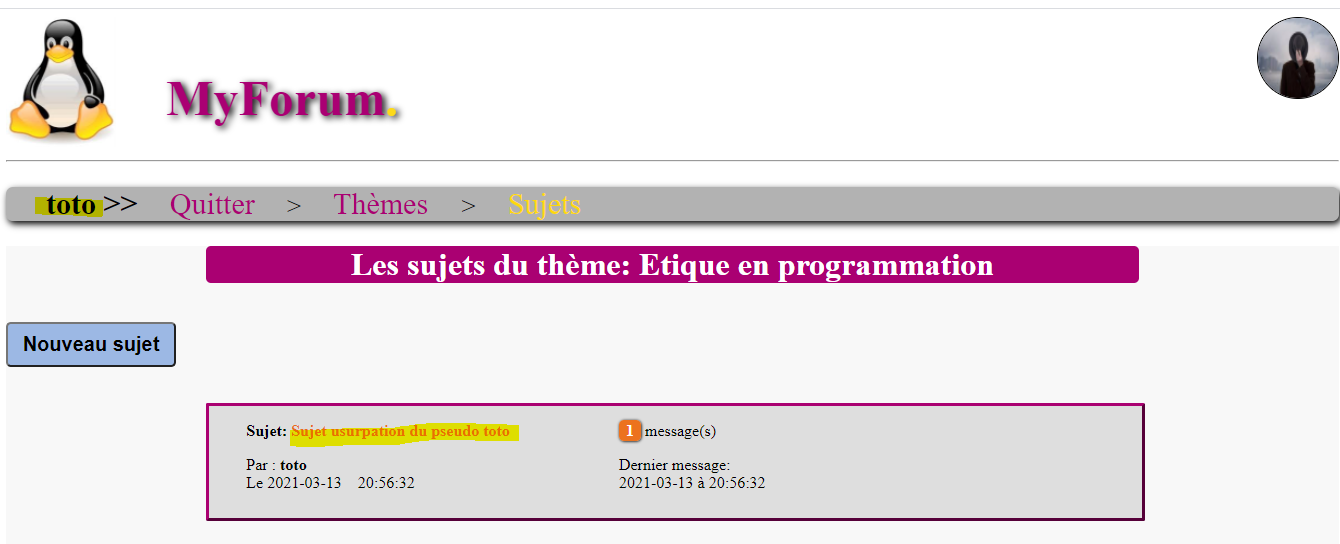 MyForum.
toto >> Quitter > Thèmes > Sujets
Les sujets du thème: Etique en programmation
Nouveau sujet
Sujet: Sujet usurpation du pseudo toto
1 message(s)
Par : toto
Le 2021-03-13 20:56:32
Dernier message:
2021-03-13 à 20:56:32